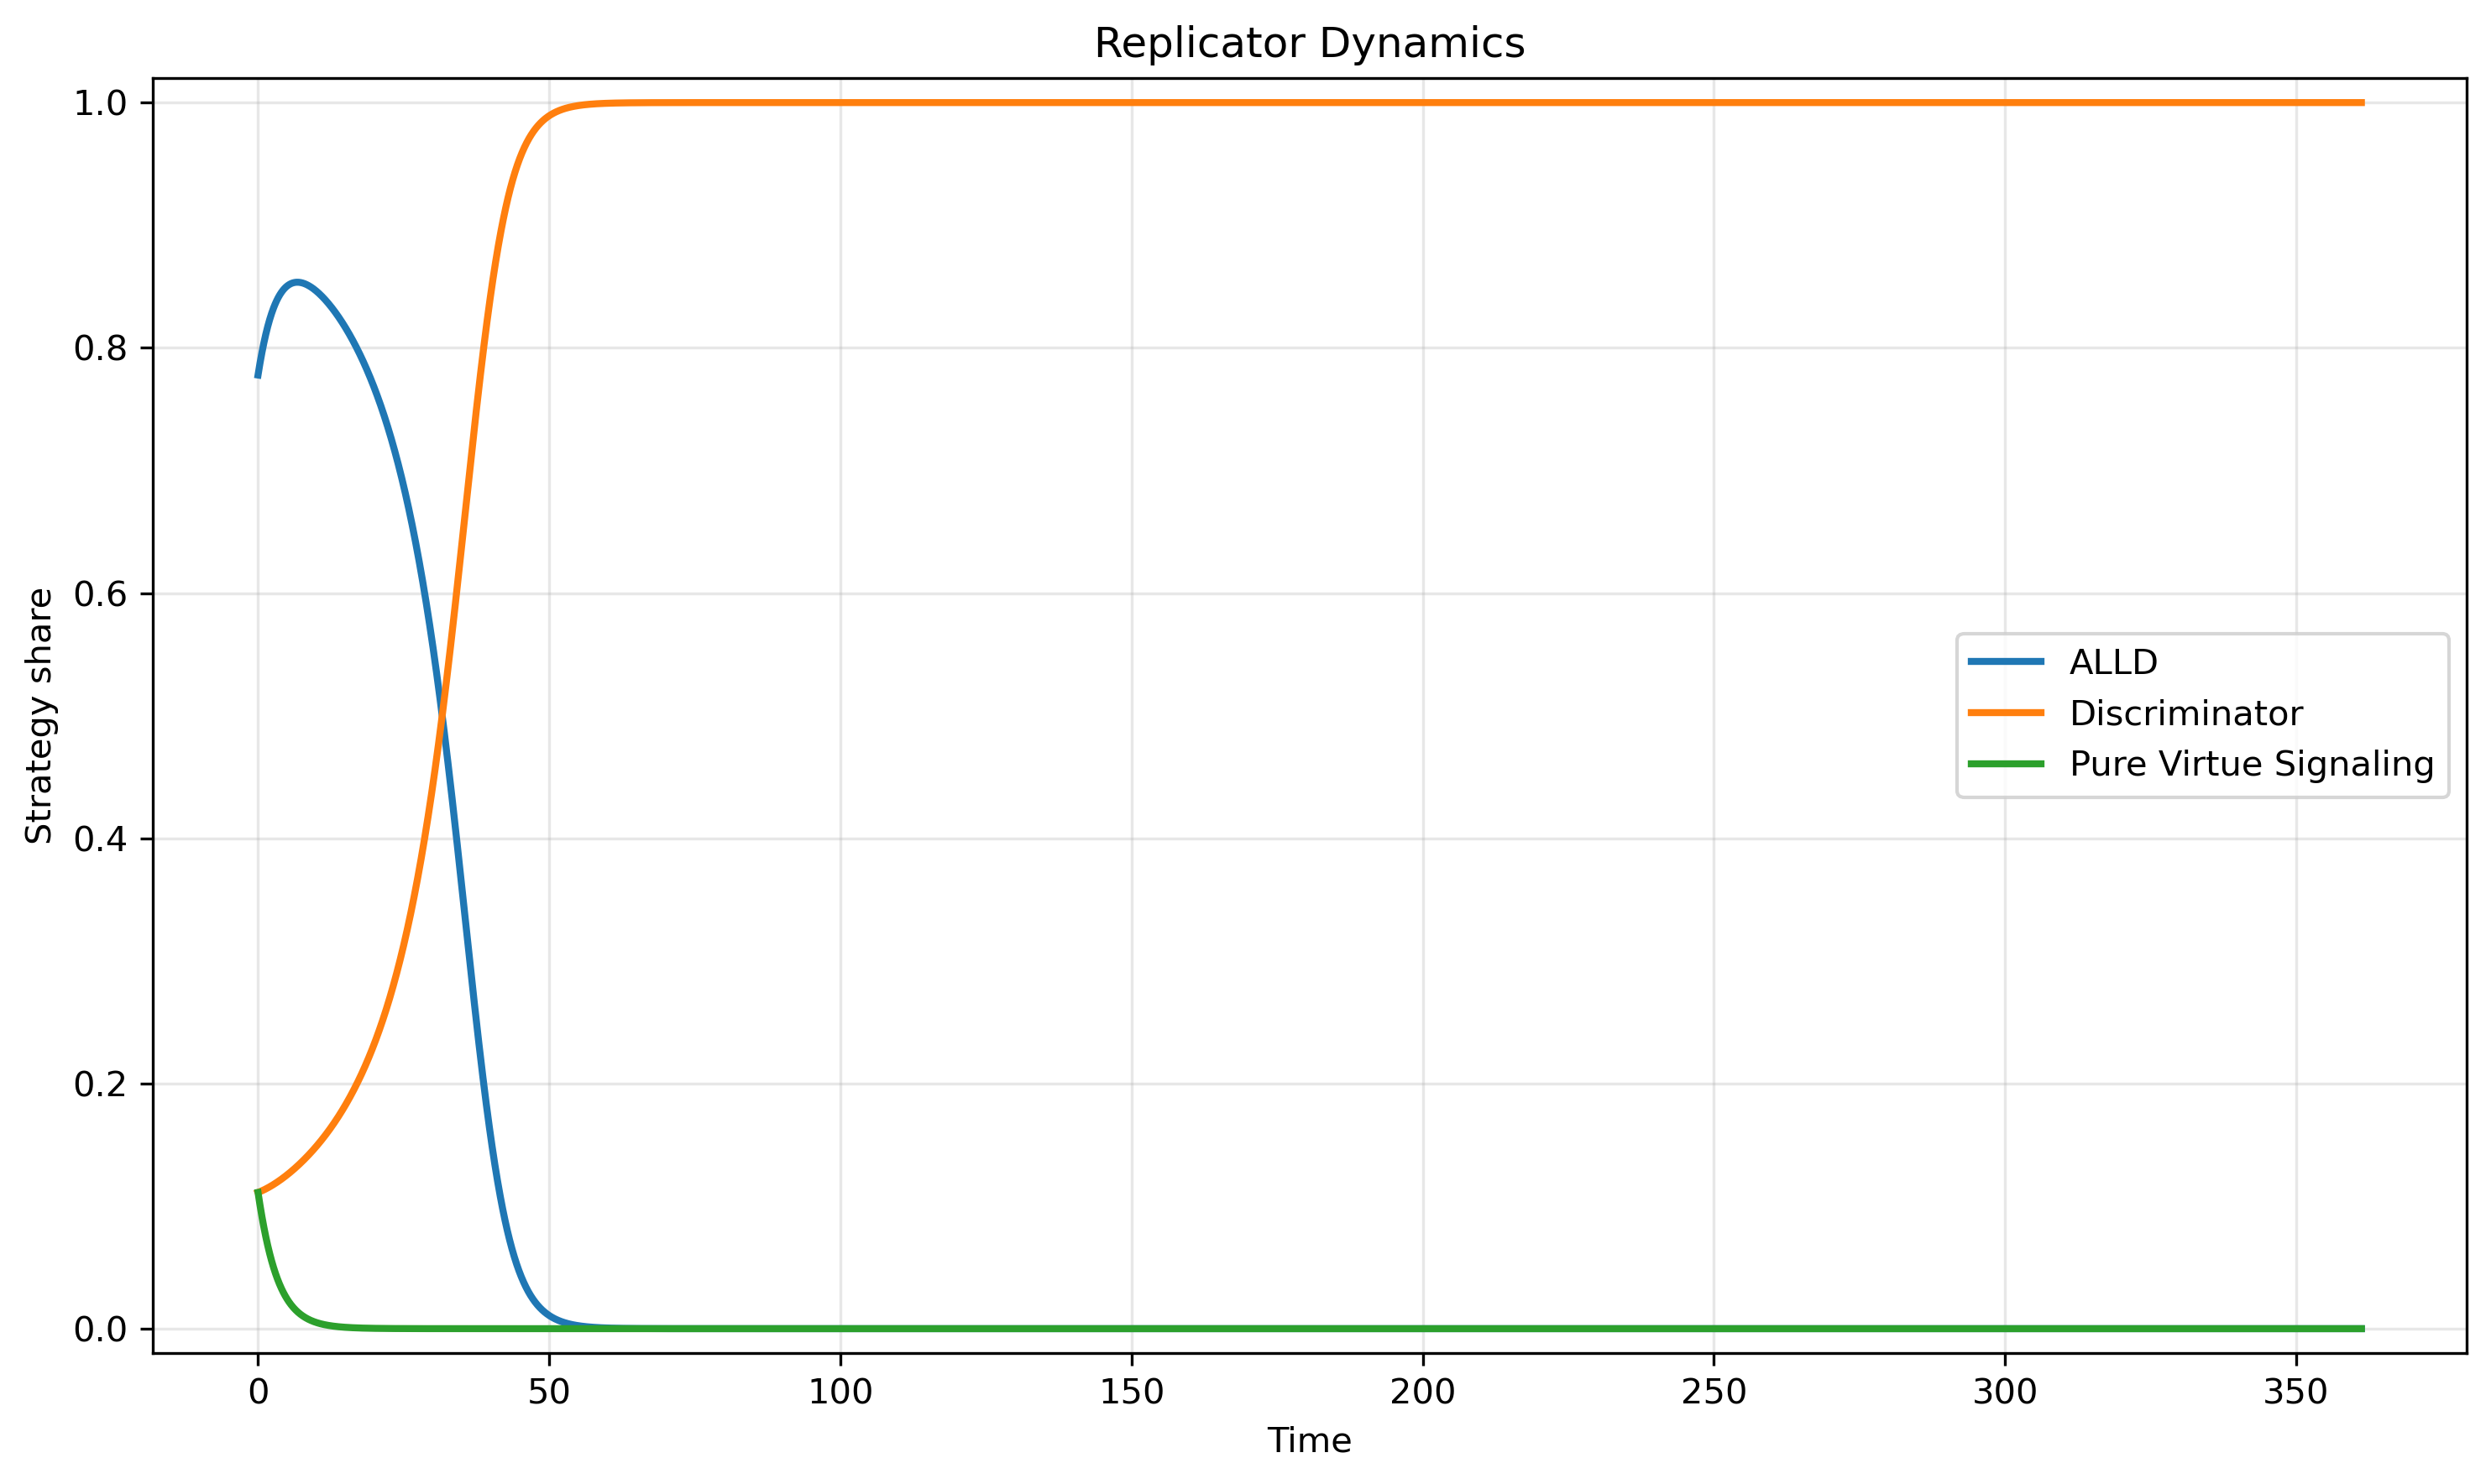 Replicator Dynamics
1.0
0.8
0.6
0.4
0.2
0.0
Strategy share
ALLD
Discriminator
Pure Virtue Signaling
0 50 100 150 200 250 300 350
Time